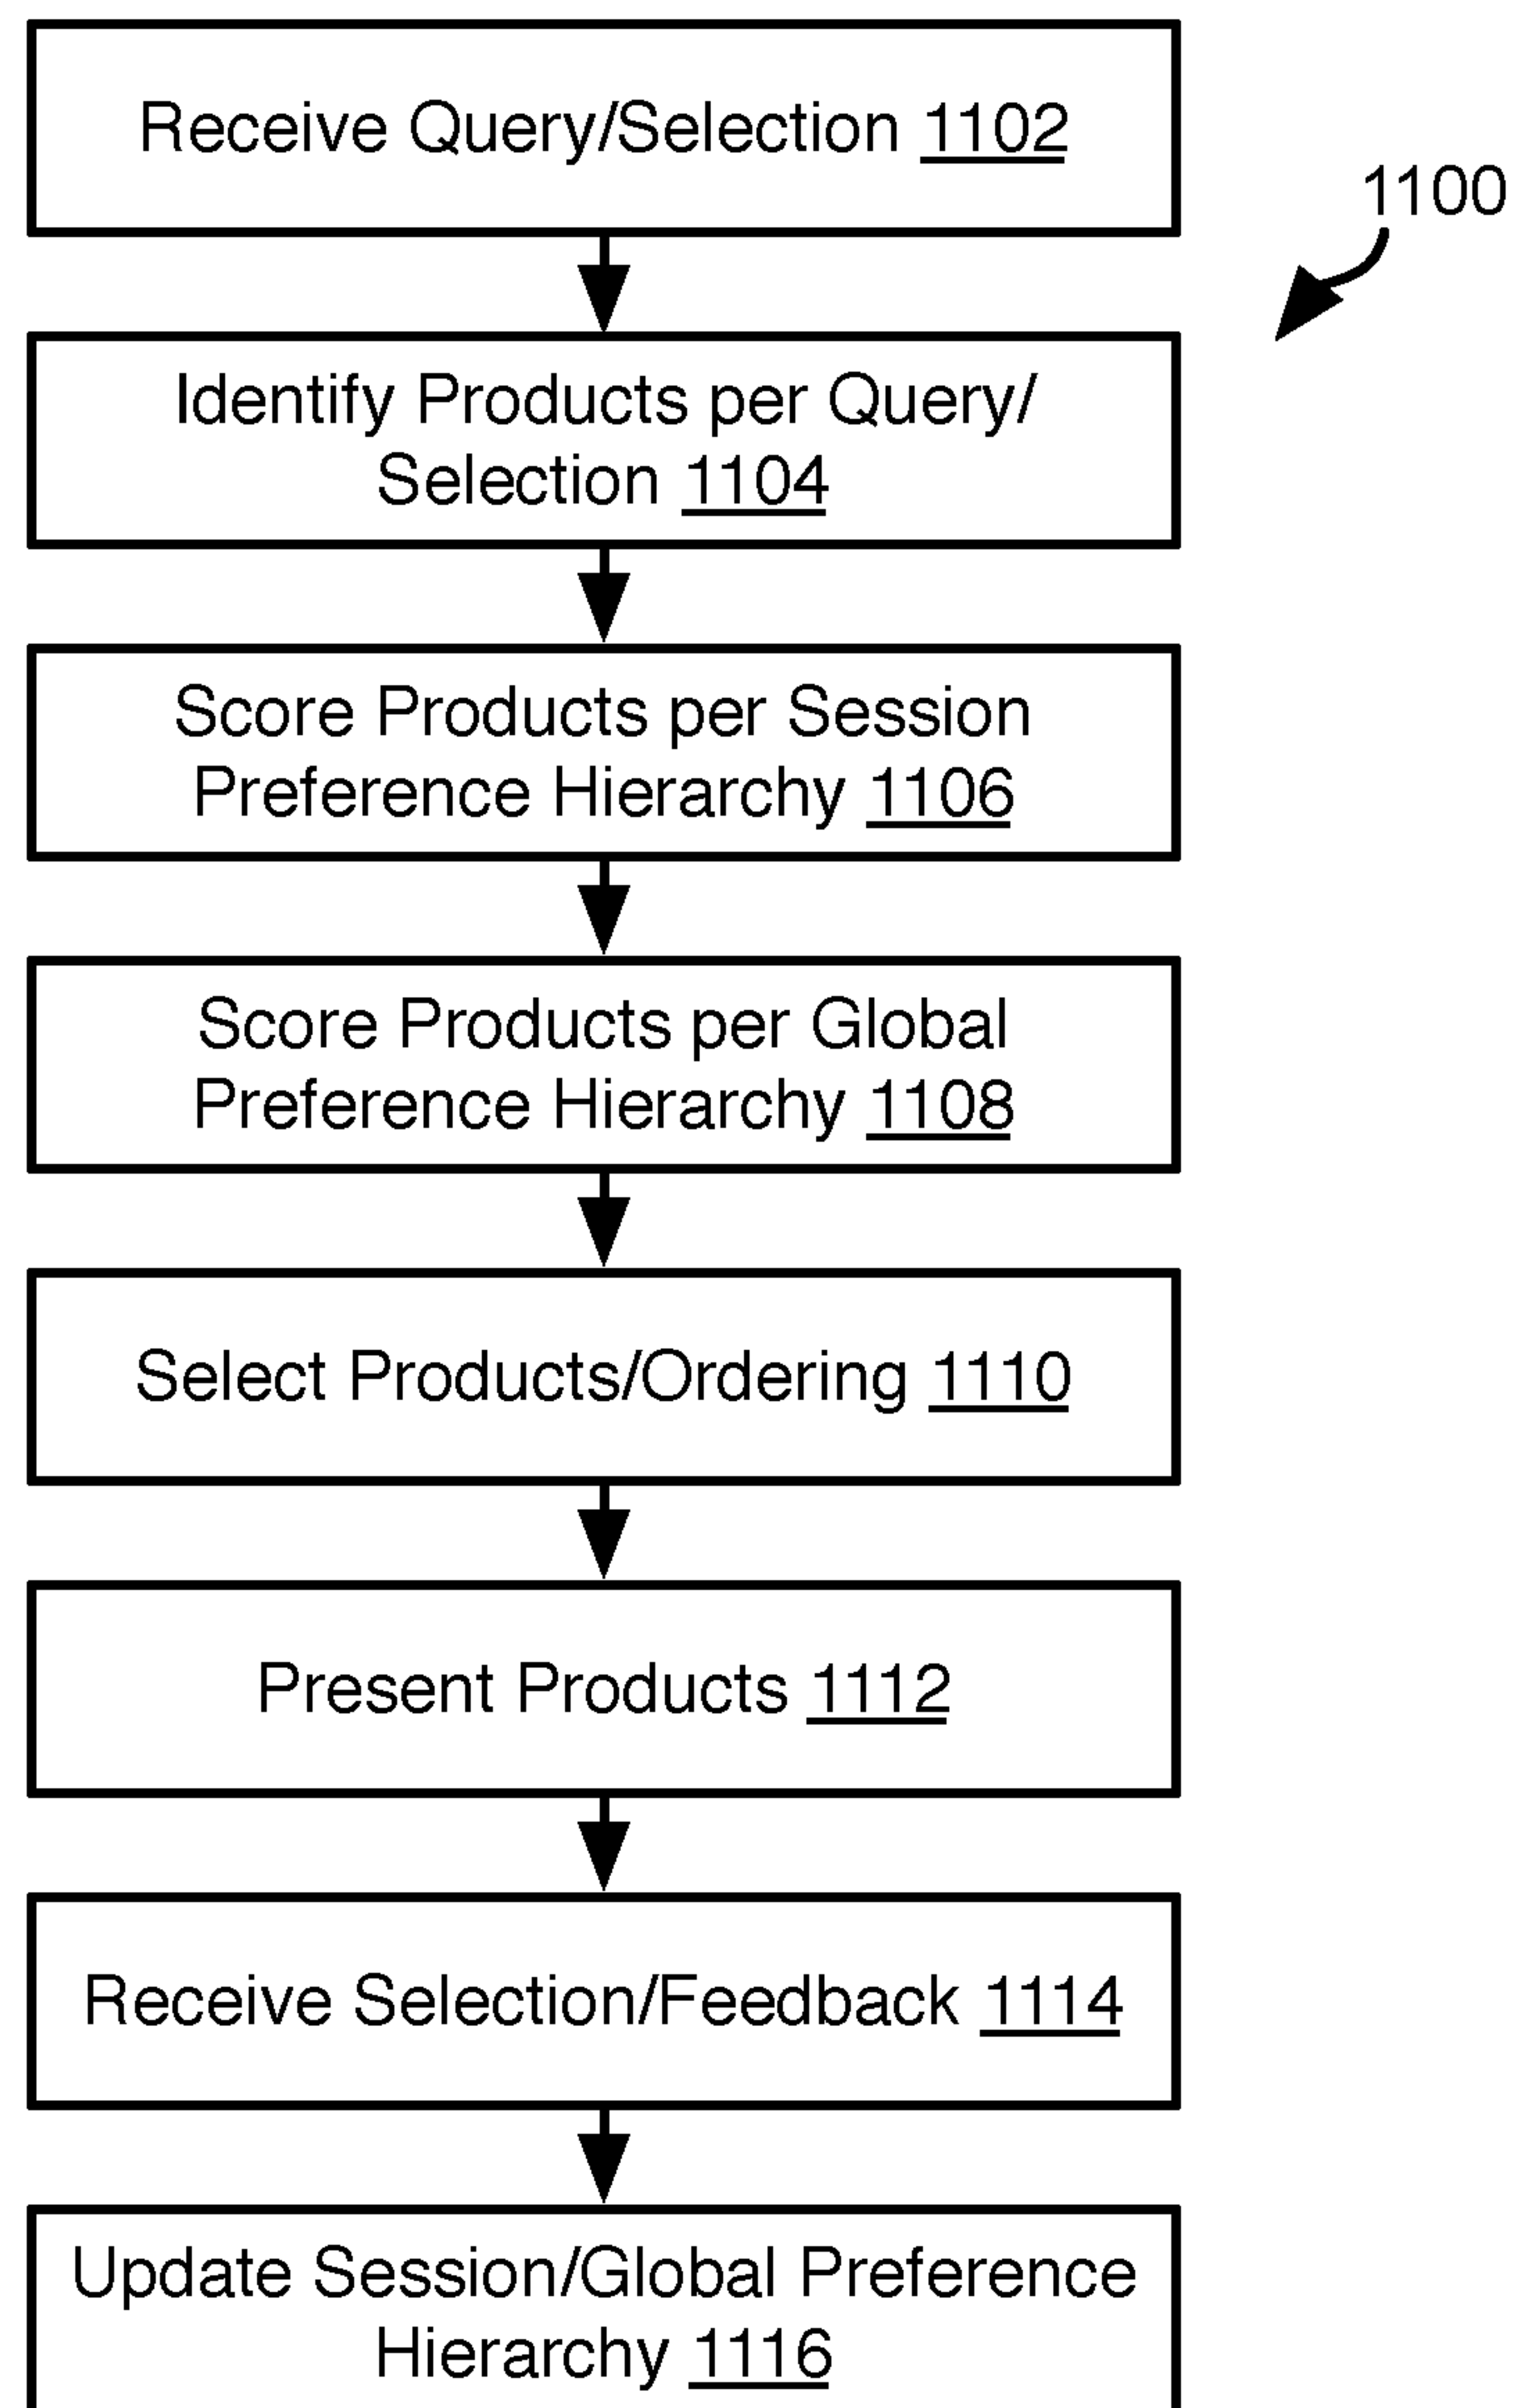 Receive Query/Selection 1102
1100
Identify Products per Query/
Selection 1104
Score Products per Session
Preference Hierarchy 1106
Score Products per Global
Preference Hierarchy 1108
Select Products/Ordering 1110
Present Products 1112
Receive Selection/Feedback 1114
Update Session/Global Preference
Hierarchy 1116